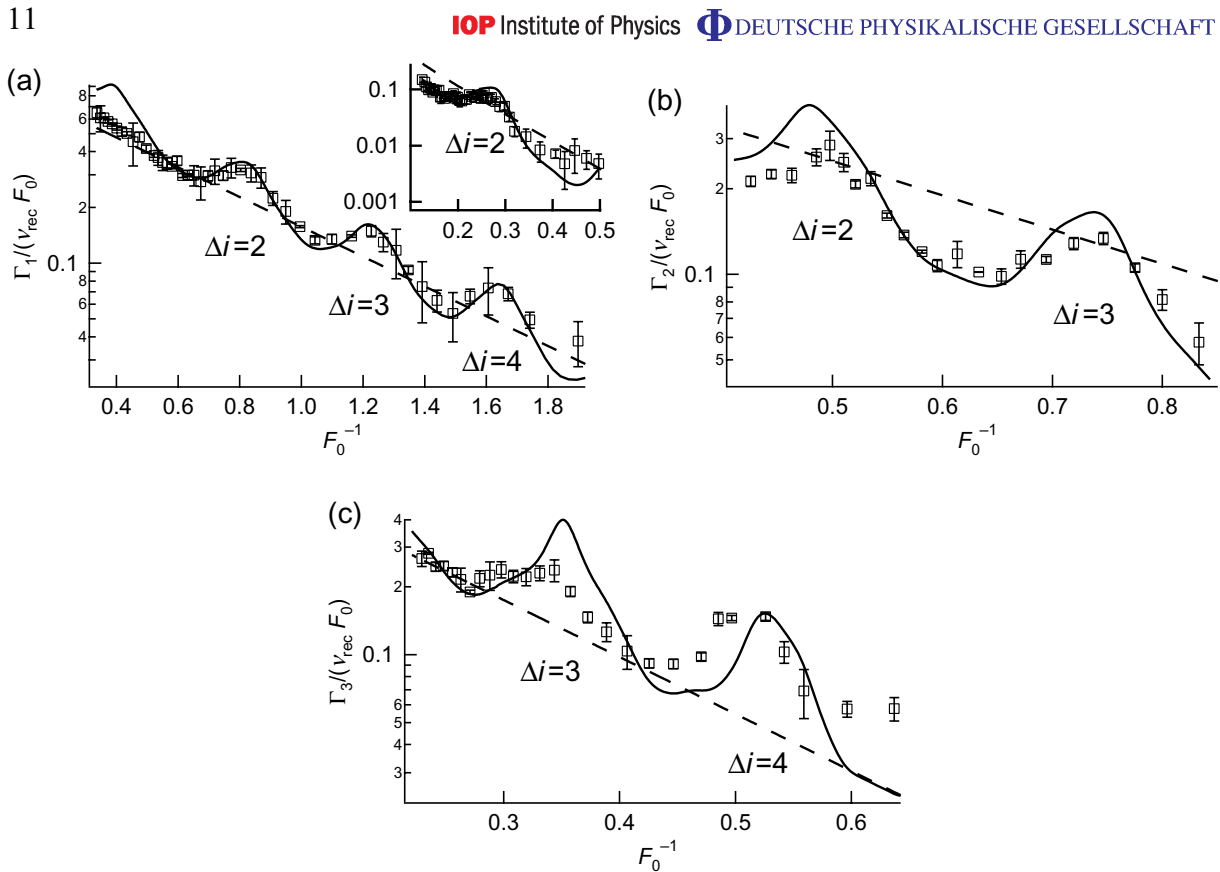 11
IOP Institute of Physics Φ DEUTSCHE PHYSIKALISCHE GESELLSCHAFT
(a)
8
6
4
2
0.1
8
6
4
Γ1/(νrec F0)
0.4 0.6 0.8 1.0 1.2 1.4 1.6 1.8
F0⁻¹
Δi=2
Δi=3
Δi=4
0.1
0.01
0.001
Δi=2
0.2 0.3 0.4 0.5
(b)
3
2
0.1
8
7
6
5
Γ2/(νrec F0)
Δi=2
Δi=3
0.5 0.6 0.7 0.8
F0⁻¹
(c)
4
3
2
0.1
6
5
4
3
Γ3/(νrec F0)
Δi=3
Δi=4
0.3 0.4 0.5 0.6
F0⁻¹